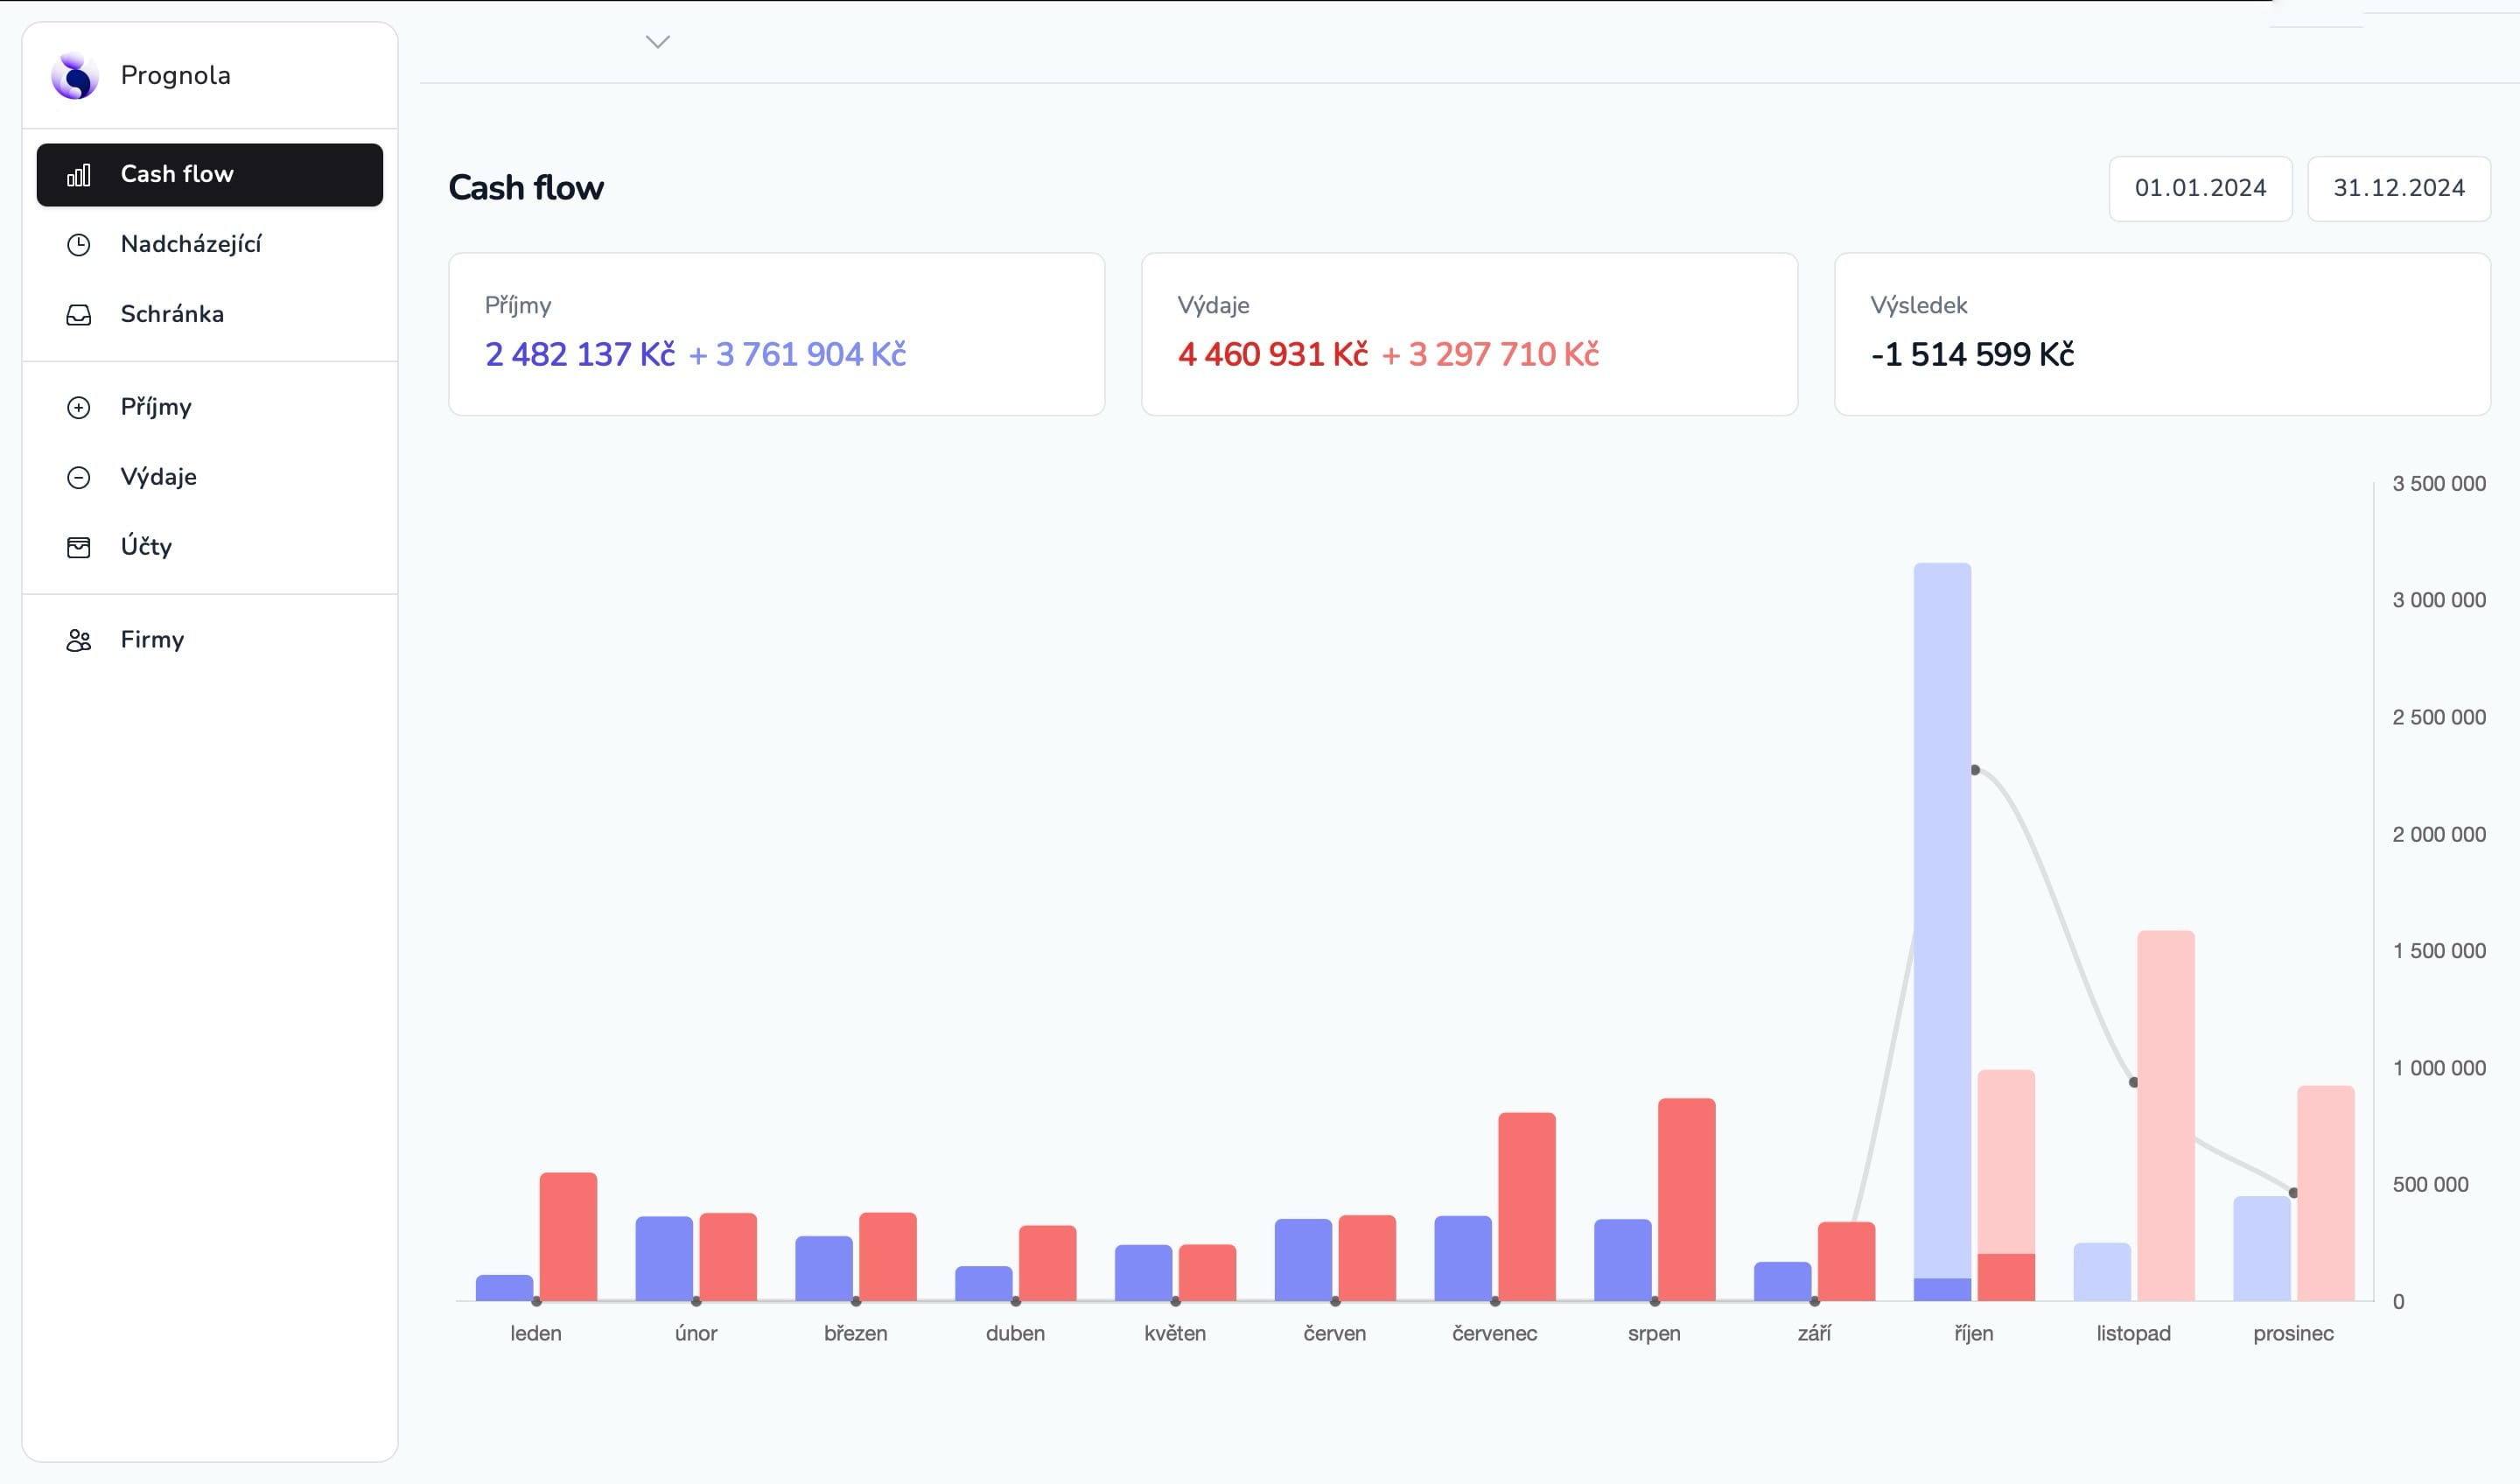 Prognola
Cash flow
Nadcházející
Schránka
Příjmy
Výdaje
Účty
Firmy
Cash flow
01.01.2024
31.12.2024
Příjmy
2 482 137 Kč + 3 761 904 Kč
Výdaje
4 460 931 Kč + 3 297 710 Kč
Výsledek
-1 514 599 Kč
3 500 000
3 000 000
2 500 000
2 000 000
1 500 000
1 000 000
500 000
0
leden únor březen duben květen červen červenec srpen září říjen listopad prosinec